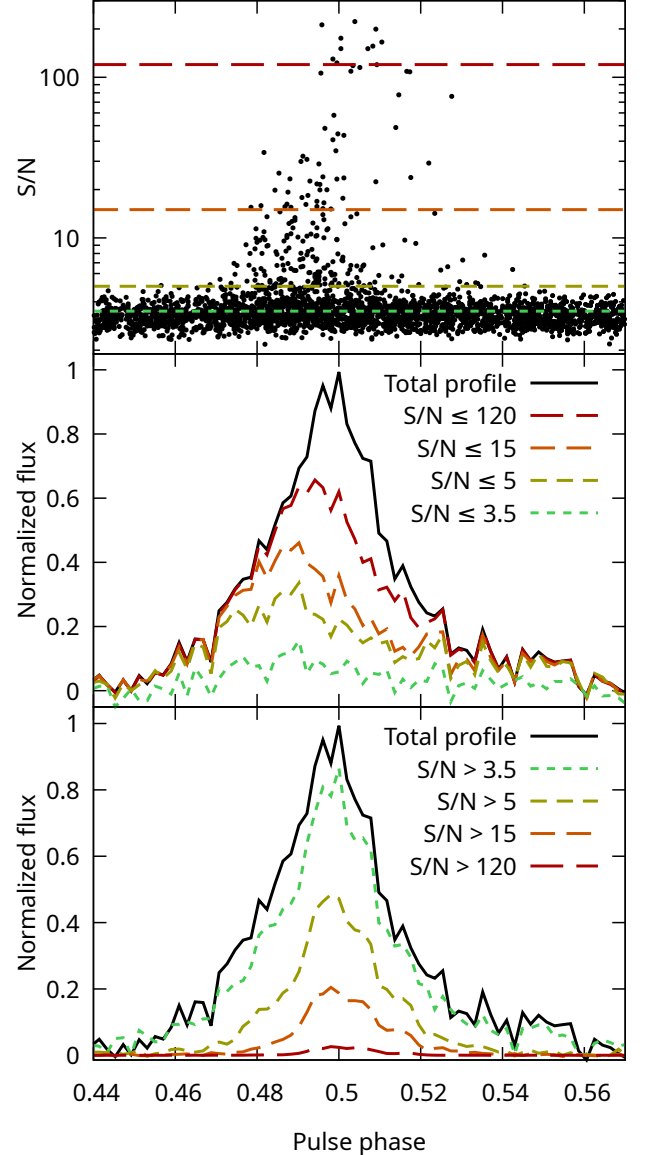 100
10
S/N
1
0.8
0.6
0.4
0.2
0
Normalized flux
Total profile
S/N ≤ 120
S/N ≤ 15
S/N ≤ 5
S/N ≤ 3.5
1
0.8
0.6
0.4
0.2
0
Normalized flux
Total profile
S/N > 3.5
S/N > 5
S/N > 15
S/N > 120
0.44 0.46 0.48 0.5 0.52 0.54 0.56
Pulse phase